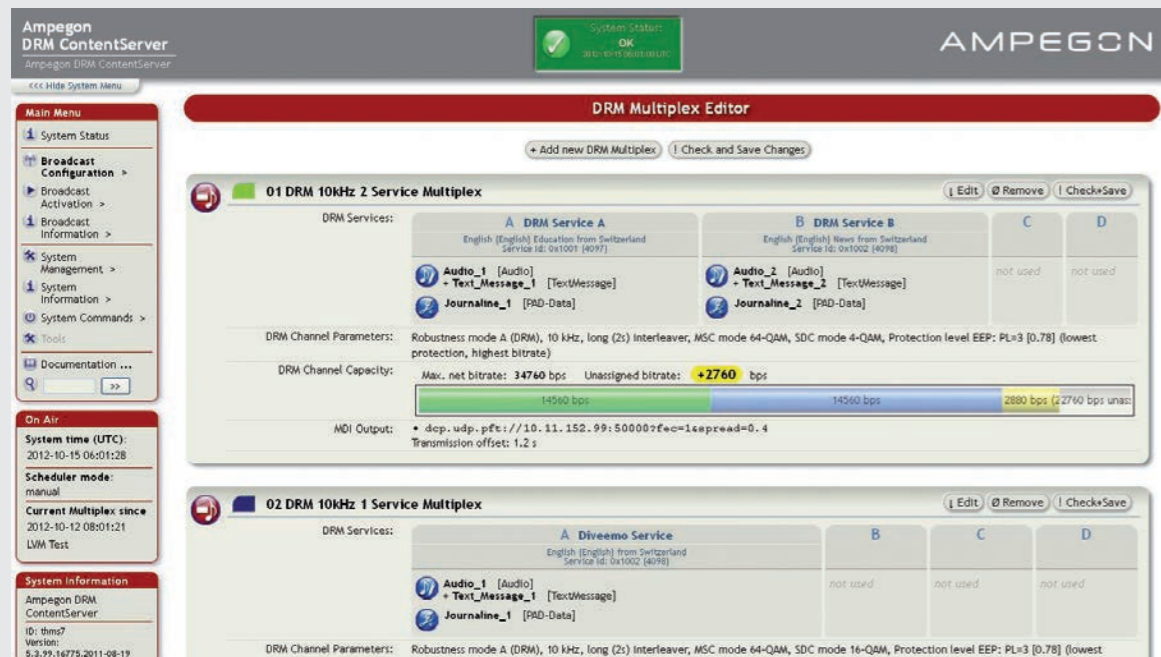 Ampegon
DRM ContentServer
Ampegon DRM ContentServer
System Status:
OK
AMPEGON
<<< Hide System Menu
Main Menu
System Status
Broadcast
Configuration >
Broadcast
Activation >
Broadcast
Information >
System
Management >
System
Information >
System Commands >
Tools
Documentation ...
>>
On Air
System time (UTC):
2012-10-15 06:01:28
Scheduler mode:
manual
Current Multiplex since
2012-10-12 08:01:21
LVM Test
System Information
Ampegon DRM
ContentServer
ID: thms7
Version:
5.3.99.16775.2011-08-19
DRM Multiplex Editor
+ Add new DRM Multiplex
! Check and Save Changes
01 DRM 10kHz 2 Service Multiplex
Edit
Ø Remove
! Check+Save
DRM Services:
A DRM Service A
English (English) Education from Switzerland
Service Id: 0x1001 (4097)
Audio_1 [Audio]
+ Text_Message_1 [TextMessage]
Journaline_1 [PAD-Data]
B DRM Service B
English (English) News from Switzerland
Service Id: 0x1002 (4098)
Audio_2 [Audio]
+ Text_Message_2 [TextMessage]
Journaline_2 [PAD-Data]
C
not used
D
not used
DRM Channel Parameters:
Robustness mode A (DRM), 10 kHz, long (2s) interleaver, MSC mode 64-QAM, SDC mode 4-QAM, Protection level EEP: PL=3 [0.78] (lowest
protection, highest bitrate)
DRM Channel Capacity:
Max. net bitrate: 34760 bps Unassigned bitrate: +2760 bps
14560 bps
14560 bps
2880 bps (2
2760 bps unas:
MDI Output:
• dcp.udp.pft://10.11.152.99:50000?fec=1&spread=0.4
Transmission offset: 1.2 s
02 DRM 10kHz 1 Service Multiplex
Edit
Ø Remove
! Check+Save
DRM Services:
A Diveemo Service
English (English) from Switzerland
Service Id: 0x1002 (4098)
Audio_1 [Audio]
+ Text_Message_1 [TextMessage]
Journaline_1 [PAD-Data]
B
not used
C
not used
D
not used
DRM Channel Parameters:
Robustness mode A (DRM), 10 kHz, long (2s) interleaver, MSC mode 64-QAM, SDC mode 16-QAM, Protection level EEP: PL=3 [0.78] (lowest